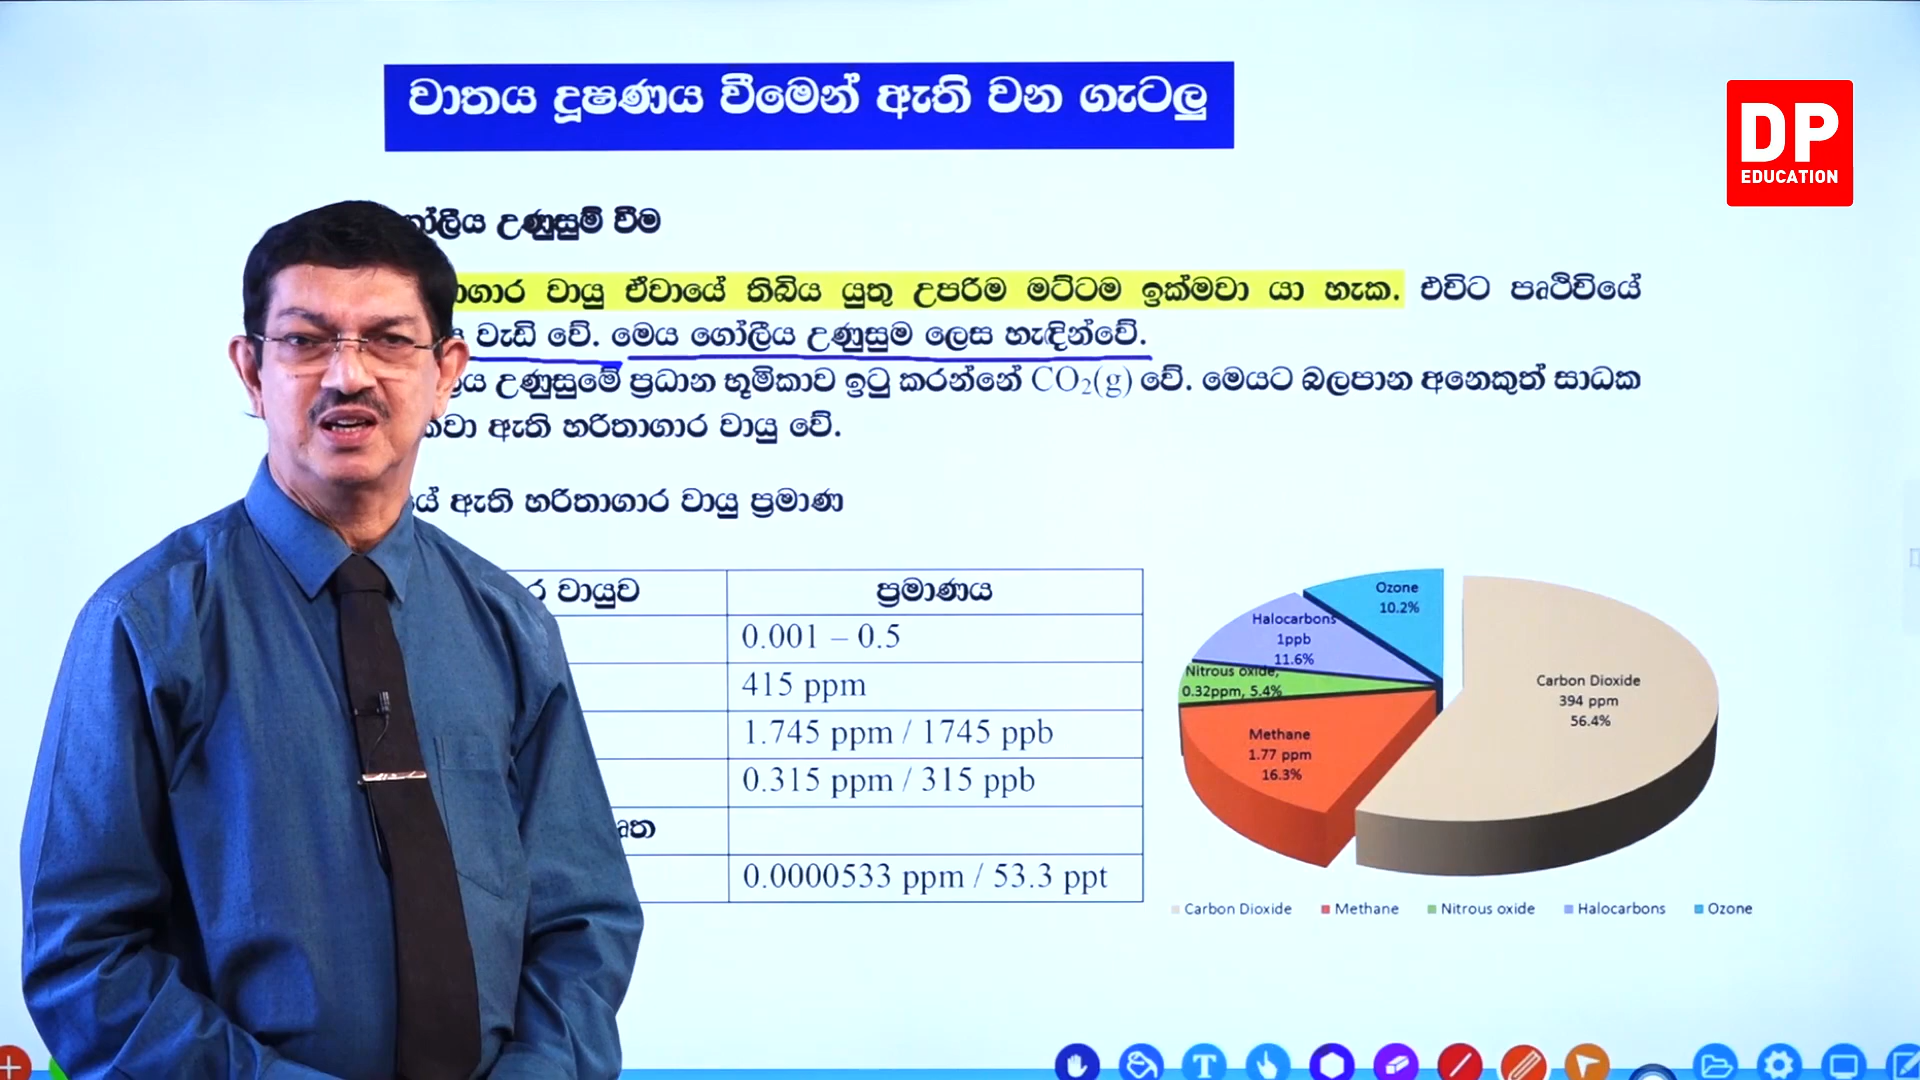 වාතය දූෂණය වීමෙන් ඇති වන ගැටලු
DP
EDUCATION
උණුසුම් වීම
වායු ඒවායේ තිබිය යුතු උපරිම මට්ටම ඉක්මවා යා හැක. එවිට පෘථිවියේ
වැඩි වේ. මෙය ගෝලීය උණුසුම ලෙස හැඳින්වේ.
උණුසුමේ ප්‍රධාන භූමිකාව ඉටු කරන්නේ CO₂(g) වේ. මෙයට බලපාන අනෙකුත් සාධක
ඇති හරිතාගාර වායු වේ.
ඇති හරිතාගාර වායු ප්‍රමාණ
වායුව ප්‍රමාණය
0.001 – 0.5
415 ppm
1.745 ppm / 1745 ppb
0.315 ppm / 315 ppb
0.0000533 ppm / 53.3 ppt
Ozone
10.2%
Halocarbons
1ppb
11.6%
Nitrous oxide,
0.32ppm, 5.4%
Methane
1.77 ppm
16.3%
Carbon Dioxide
394 ppm
56.4%
Carbon Dioxide Methane Nitrous oxide Halocarbons Ozone